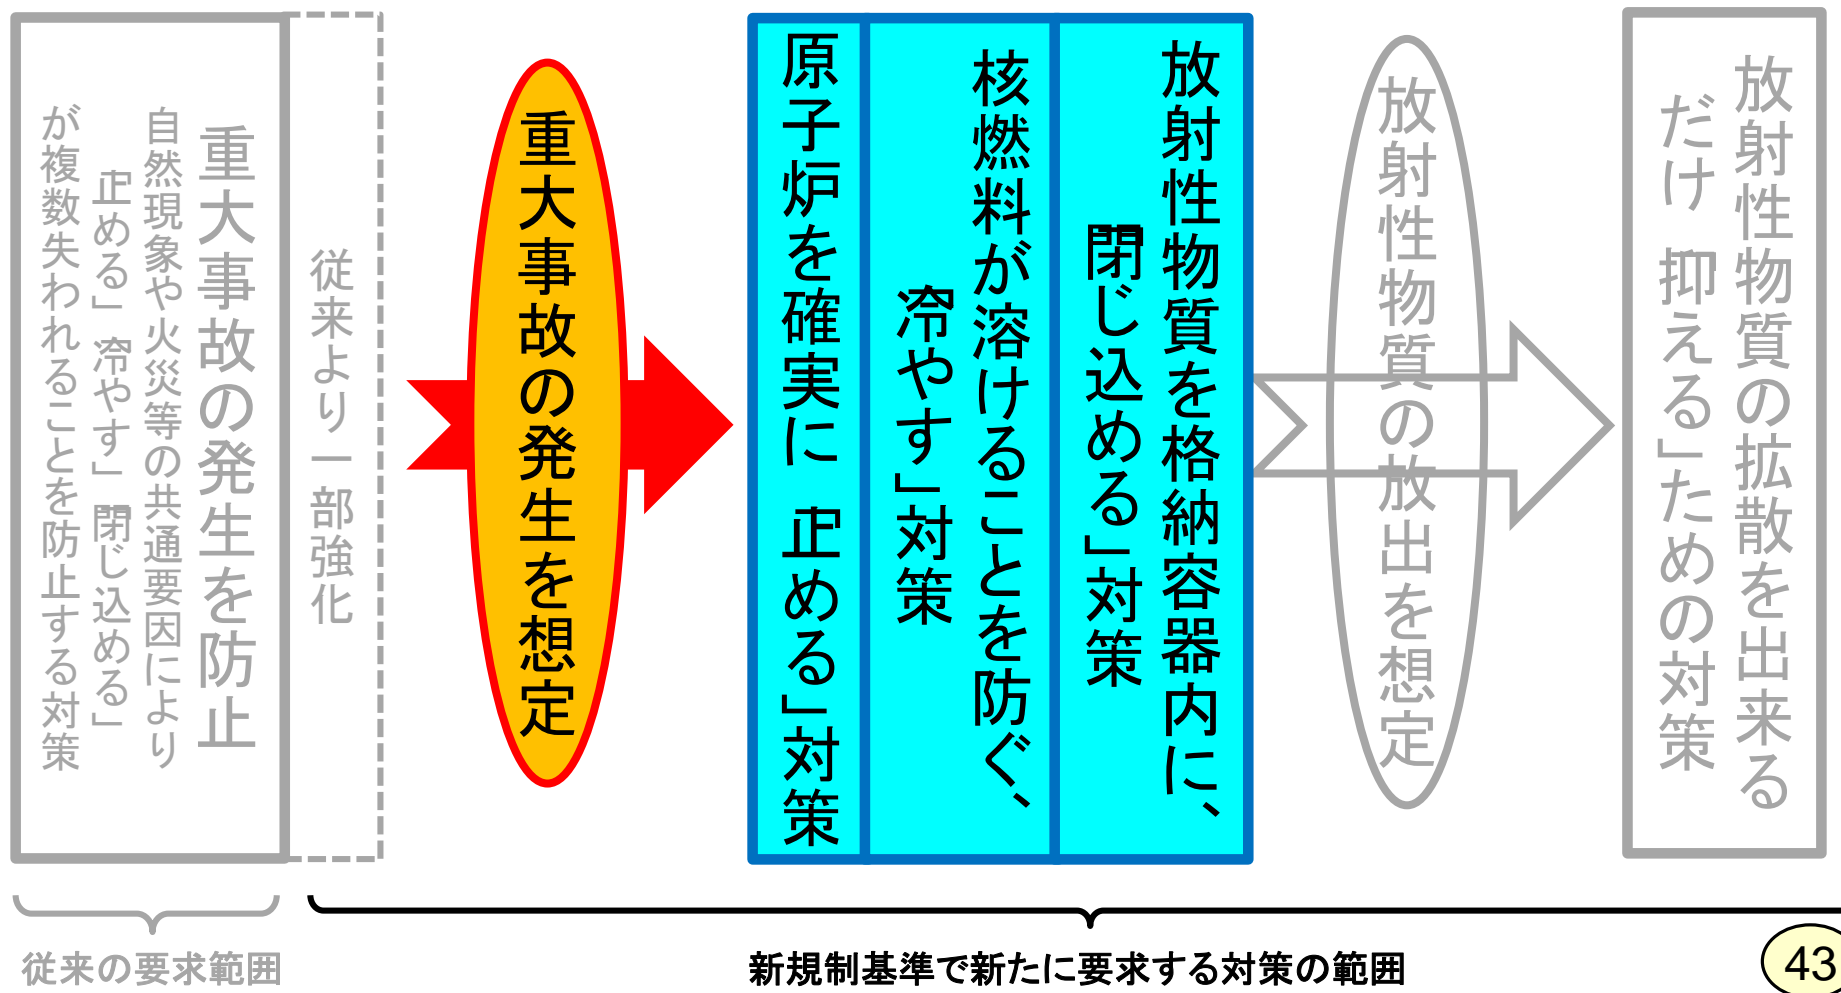 重大事故の発生を防止
自然現象や火災等の共通要因により
「止める」「冷やす」「閉じ込める」
が複数失われることを防止する対策
従来より一部強化
重大事故の発生を想定
原子炉を確実に「止める」対策
核燃料が溶けることを防ぐ、
「冷やす」対策
放射性物質を格納容器内に、
「閉じ込める」対策
放射性物質の放出を想定
放射性物質の拡散を出来る
だけ「抑える」ための対策
従来の要求範囲
新規制基準で新たに要求する対策の範囲
43